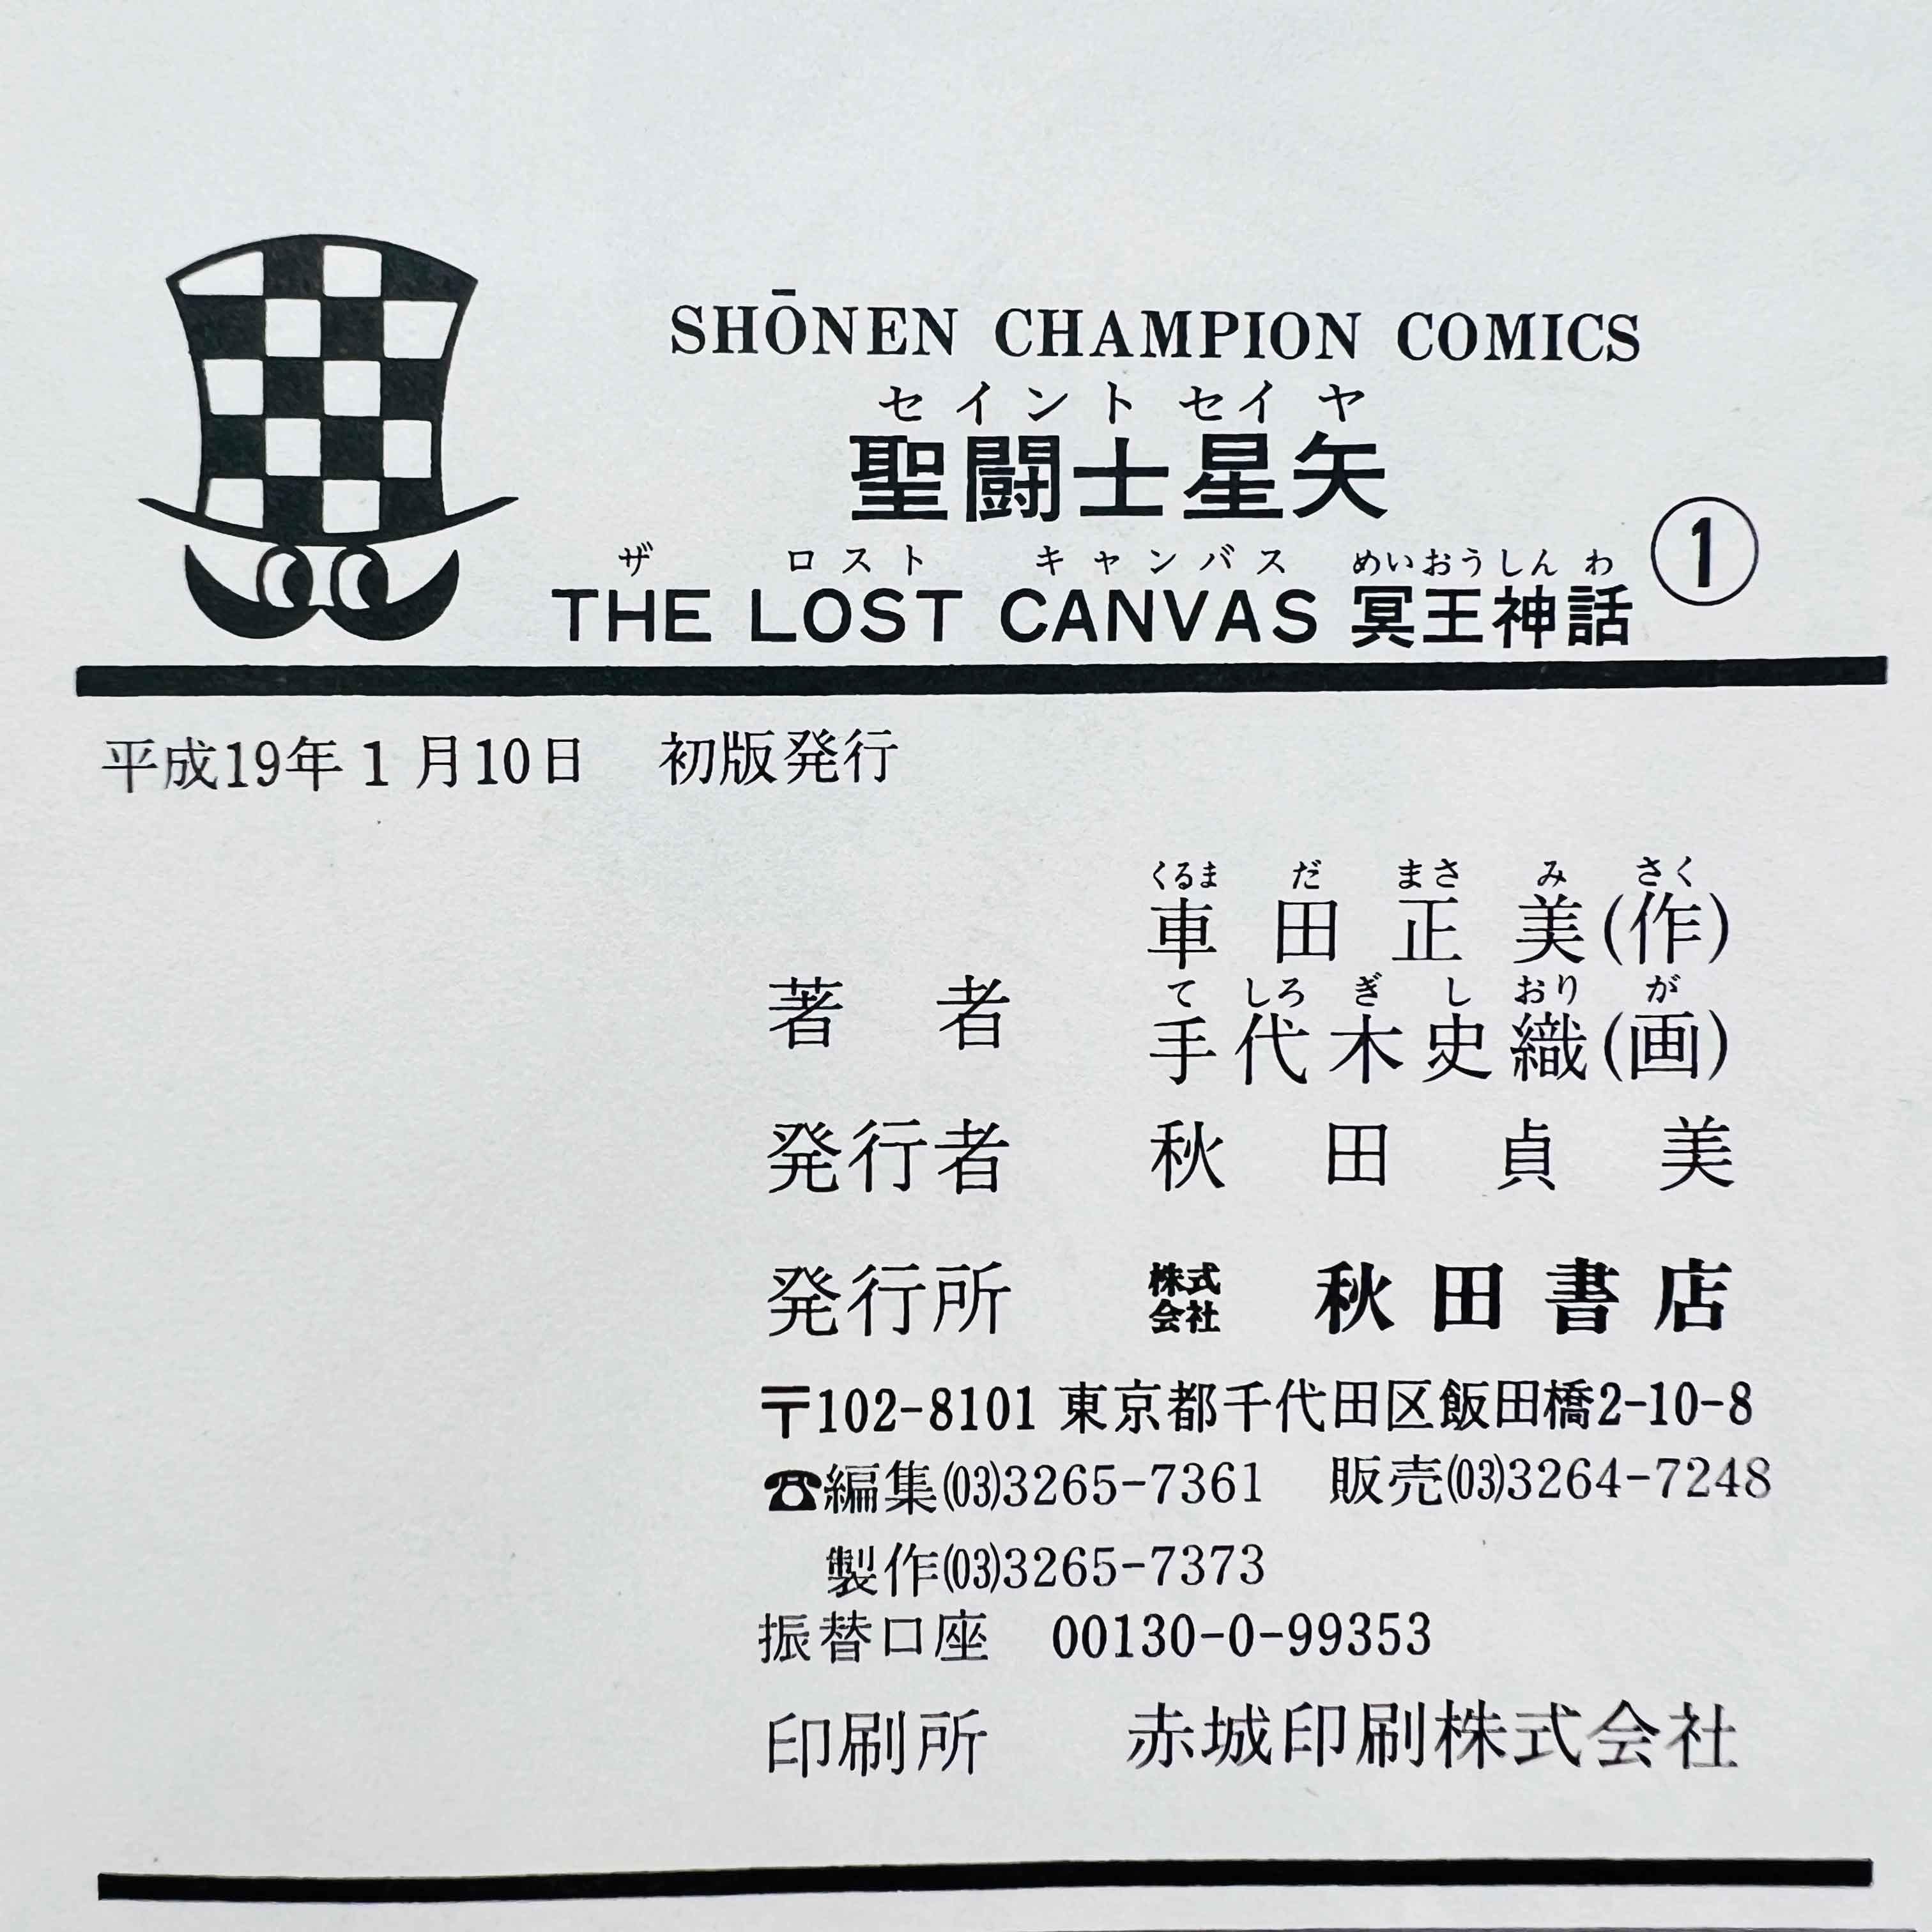 SHŌNEN CHAMPION COMICS
セイントセイヤ
聖闘士星矢
ザ ロスト キャンバス めいおうしんわ
THE LOST CANVAS 冥王神話 ①
平成19年1月10日 初版発行
くるま だ まさ み さく
車田正美(作)
著者
て しろ ぎ し おり が
手代木史織(画)
発行者 秋田貞美
発行所 株式会社 秋田書店
〒102-8101 東京都千代田区飯田橋2-10-8
☎編集(03)3265-7361 販売(03)3264-7248
製作(03)3265-7373
振替口座 00130-0-99353
印刷所 赤城印刷株式会社